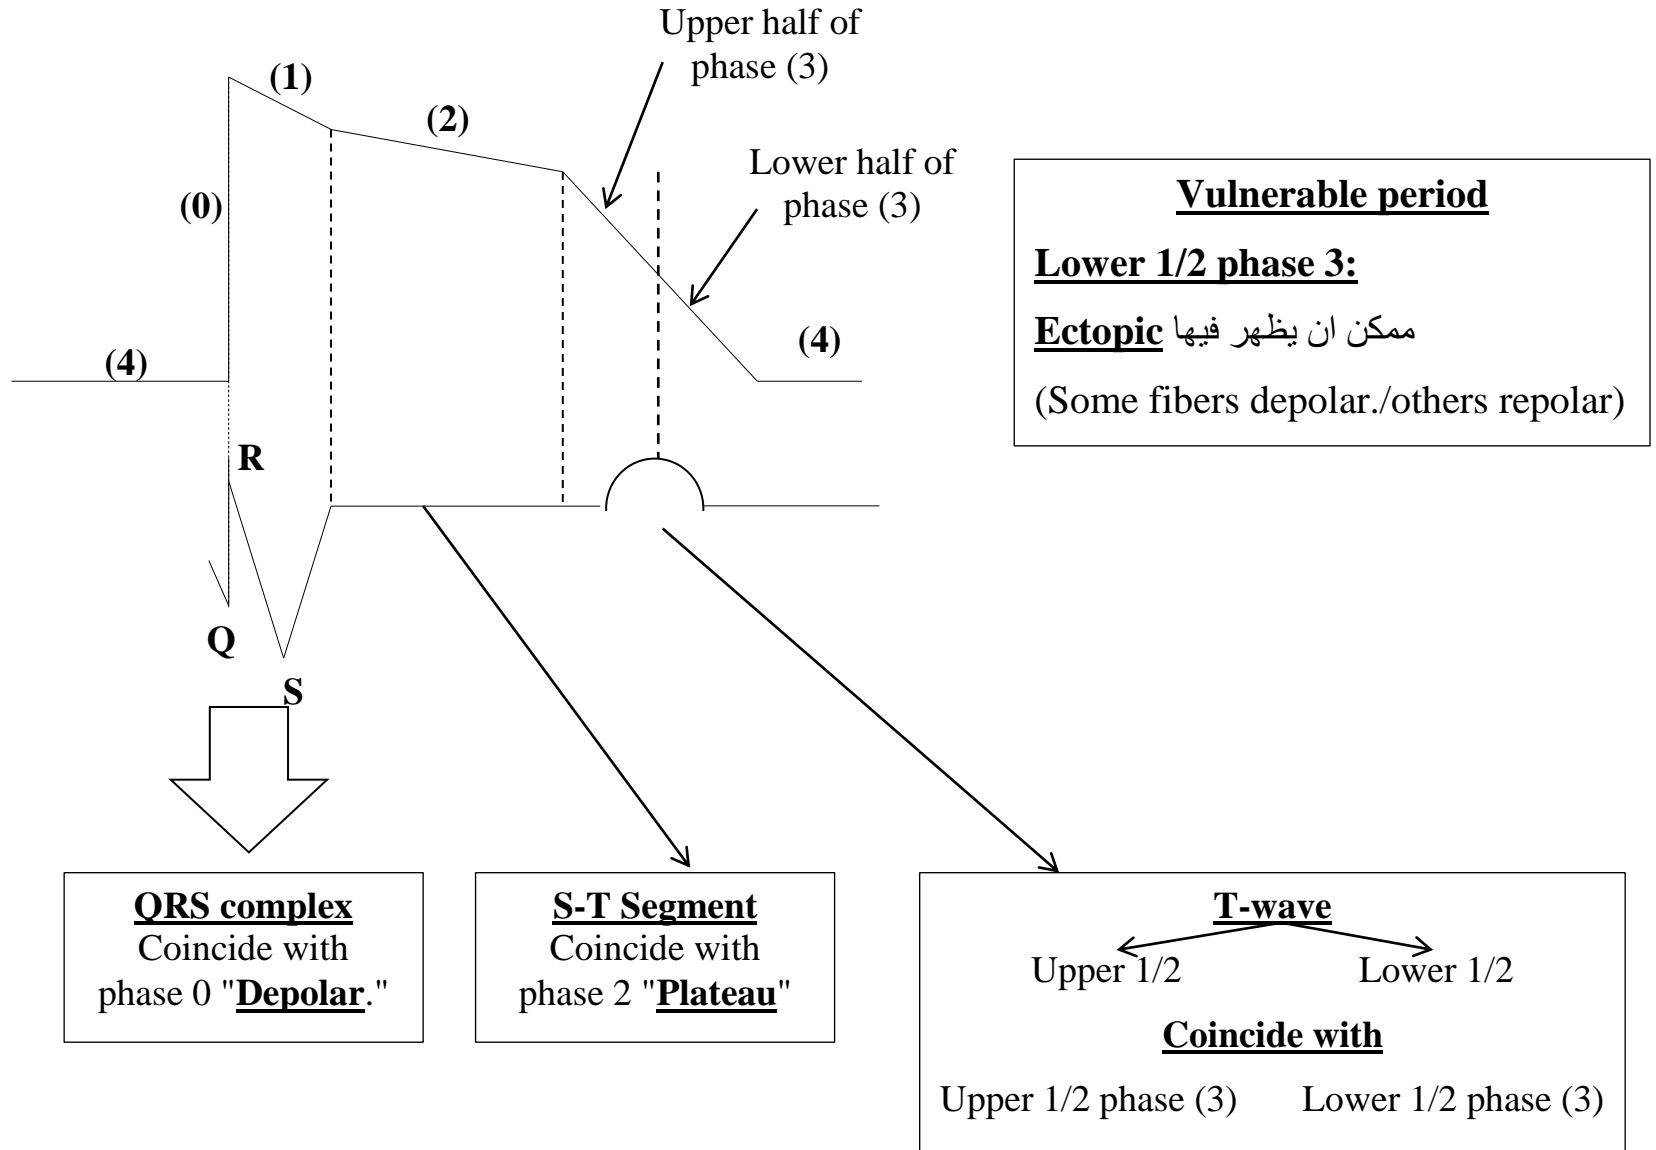 Upper half of
phase (3)
(1)
(2)
Lower half of
phase (3)
(0)
(4)
(4)
Vulnerable period
Lower 1/2 phase 3:
Ectopic ممكن ان يظهر فيها
(Some fibers depolar./others repolar)
R
Q
S
QRS complex
Coincide with
phase 0 "Depolar."
S-T Segment
Coincide with
phase 2 "Plateau"
T-wave
Upper 1/2 Lower 1/2
Coincide with
Upper 1/2 phase (3) Lower 1/2 phase (3)